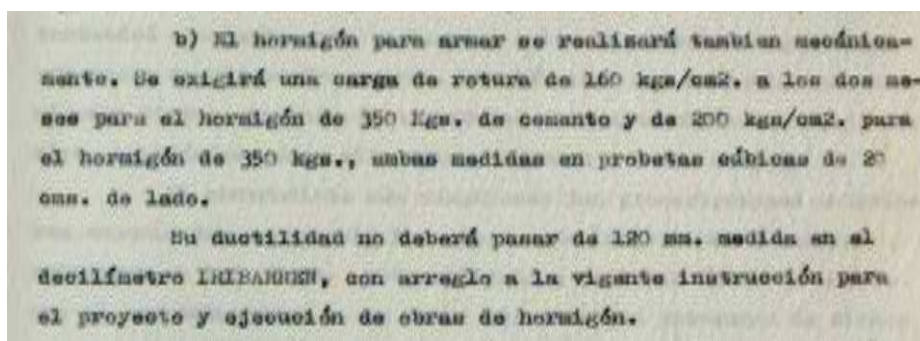 b) El hormigón para armar se realizará tambien mecánica-
mente. Se exigirá una carga de rotura de 160 kgs/cm2. a los dos me-
ses para el hormigón de 350 Kgs. de cemento y de 200 kgs/cm2. para
el hormigón de 350 kgs., ambas medidas en probetas cúbicas de 20
cms. de lado.
Su ductilidad no deberá pasar de 120 mm. medida en el
docilímetro IRIBARREN, con arreglo a la vigente instrucción para
el proyecto y ejecución de obras de hormigón.